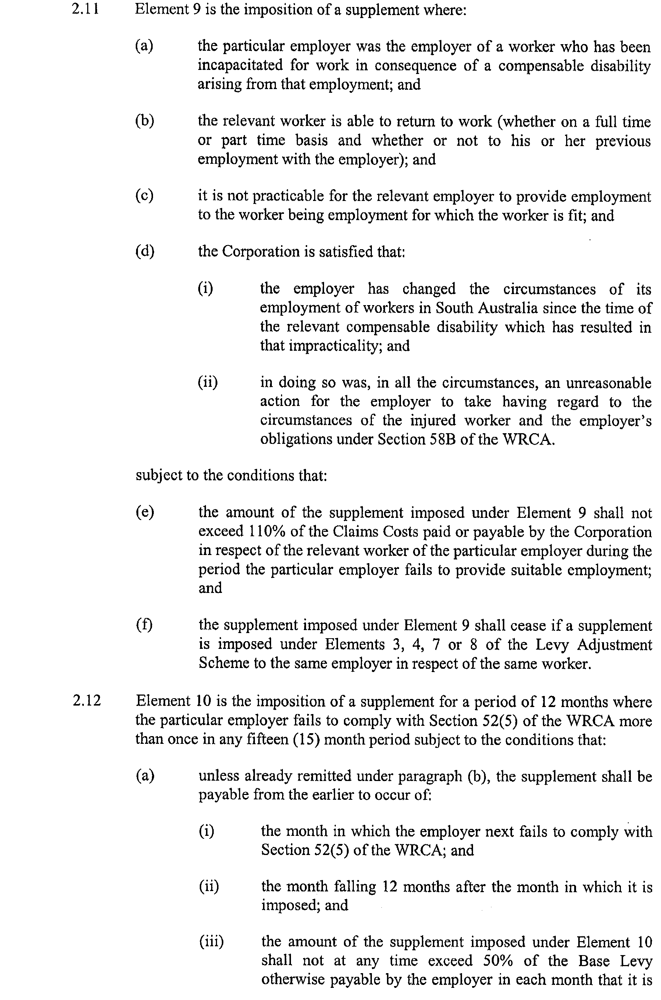 2.11 Element 9 is the imposition of a supplement where:
(a) the particular employer was the employer of a worker who has been
incapacitated for work in consequence of a compensable disability
arising from that employment; and
(b) the relevant worker is able to return to work (whether on a full time
or part time basis and whether or not to his or her previous
employment with the employer); and
(c) it is not practicable for the relevant employer to provide employment
to the worker being employment for which the worker is fit; and
(d) the Corporation is satisfied that:
(i) the employer has changed the circumstances of its
employment of workers in South Australia since the time of
the relevant compensable disability which has resulted in
that impracticality; and
(ii) in doing so was, in all the circumstances, an unreasonable
action for the employer to take having regard to the
circumstances of the injured worker and the employer's
obligations under Section 58B of the WRCA.
subject to the conditions that:
(e) the amount of the supplement imposed under Element 9 shall not
exceed 110% of the Claims Costs paid or payable by the Corporation
in respect of the relevant worker of the particular employer during the
period the particular employer fails to provide suitable employment;
and
(f) the supplement imposed under Element 9 shall cease if a supplement
is imposed under Elements 3, 4, 7 or 8 of the Levy Adjustment
Scheme to the same employer in respect of the same worker.
2.12 Element 10 is the imposition of a supplement for a period of 12 months where
the particular employer fails to comply with Section 52(5) of the WRCA more
than once in any fifteen (15) month period subject to the conditions that:
(a) unless already remitted under paragraph (b), the supplement shall be
payable from the earlier to occur of:
(i) the month in which the employer next fails to comply with
Section 52(5) of the WRCA; and
(ii) the month falling 12 months after the month in which it is
imposed; and
(iii) the amount of the supplement imposed under Element 10
shall not at any time exceed 50% of the Base Levy
otherwise payable by the employer in each month that it is